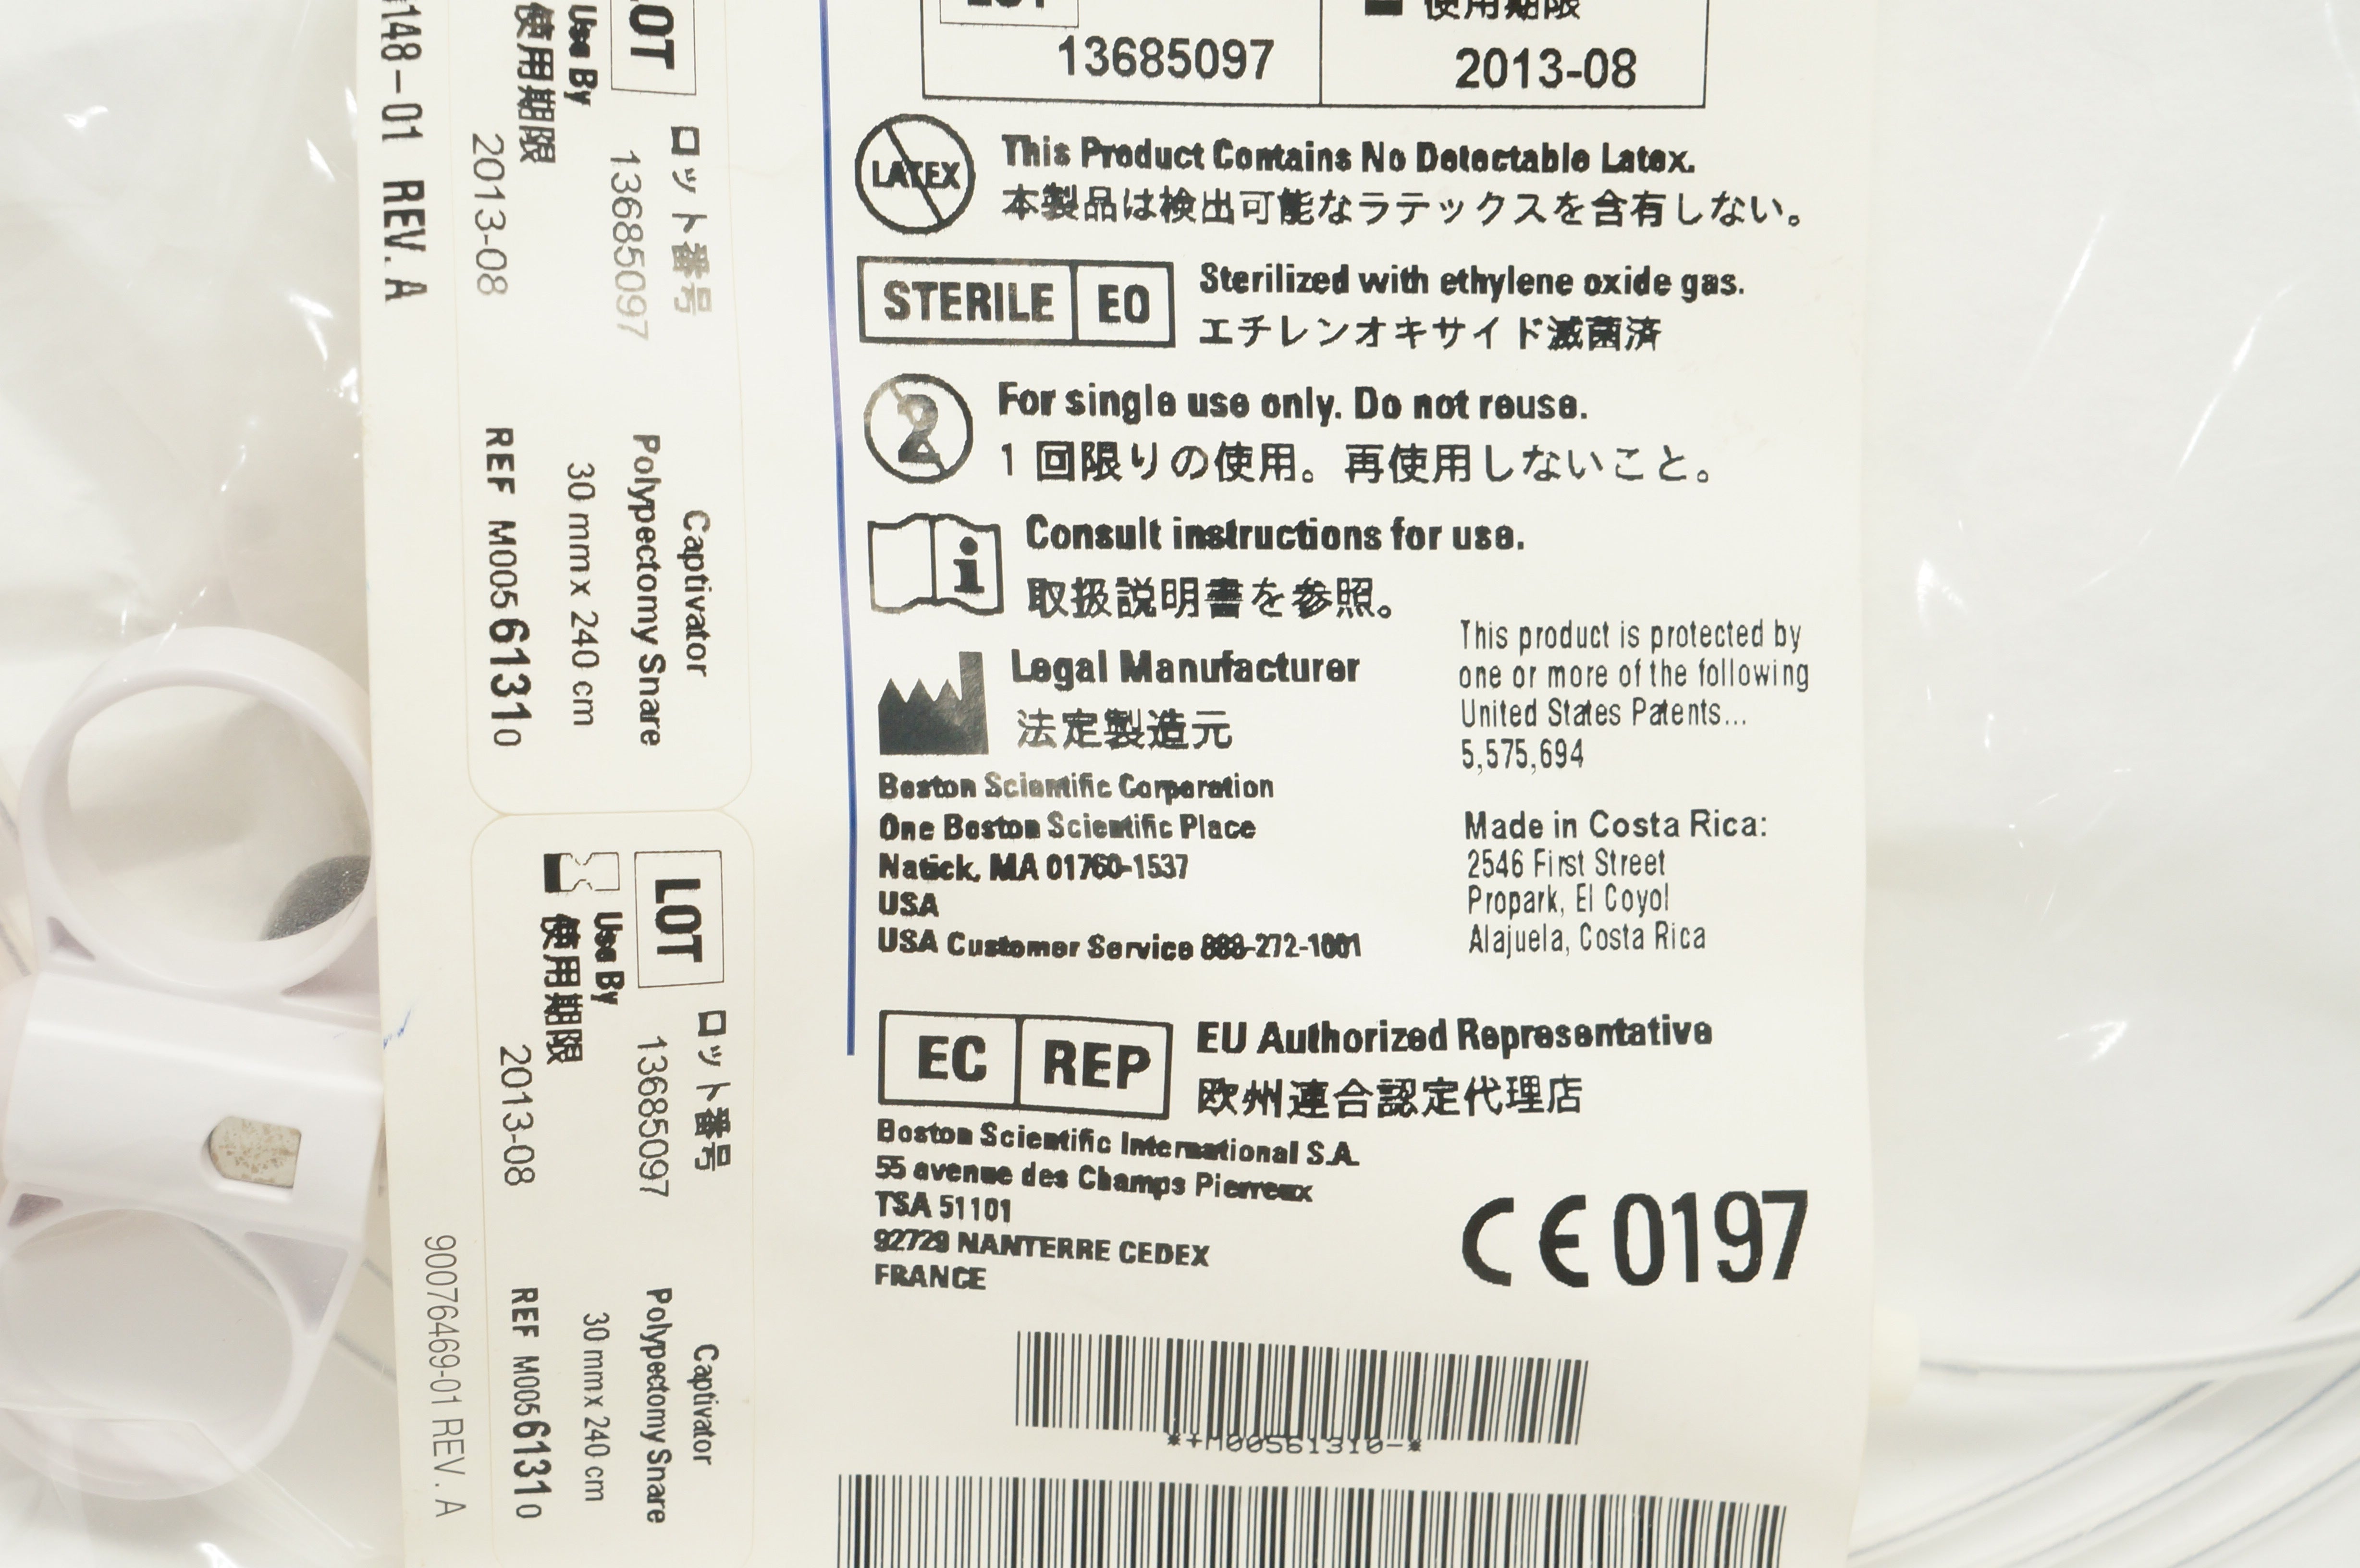 148-01 REV. A
LOT
ロット番号
13685097
Use By
使用期限
2013-08
Captivator
Polypectomy Snare
30 mm x 240 cm
REF M00561310
LOT
ロット番号
13685097
Use By
使用期限
2013-08
Captivator
Polypectomy Snare
30 mm x 240 cm
REF M00561310
90076469-01 REV. A
使用期限
13685097
2013-08
LATEX
This Product Contains No Detectable Latex.
本製品は検出可能なラテックスを含有しない。
STERILE EO
Sterilized with ethylene oxide gas.
エチレンオキサイド滅菌済
2
For single use only. Do not reuse.
1 回限りの使用。再使用しないこと。
i
Consult instructions for use.
取扱説明書を参照。
Legal Manufacturer
法定製造元
Boston Scientific Corporation
One Boston Scientific Place
Natick, MA 01760-1537
USA
USA Customer Service 888-272-1001
This product is protected by
one or more of the following
United States Patents...
5,575,694
Made in Costa Rica:
2546 First Street
Propark, El Coyol
Alajuela, Costa Rica
EC REP
EU Authorized Representative
欧州連合認定代理店
Boston Scientific International S.A.
55 avenue des Champs Pierreux
TSA 51101
92729 NANTERRE CEDEX
FRANCE
CE 0197
*+M00561310-*